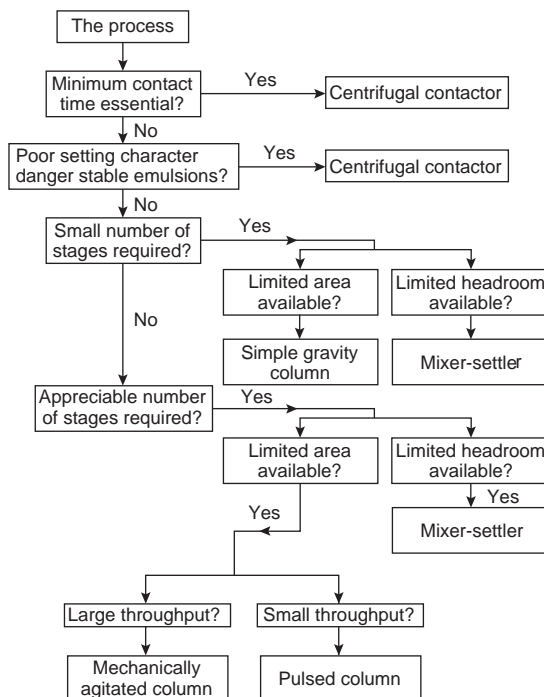 The process
Minimum contact
time essential?
Yes
Centrifugal contactor
No
Poor setting character
danger stable emulsions?
Yes
Centrifugal contactor
No
Small number of
stages required?
Yes
Limited area
available?
Limited headroom
available?
No
Simple gravity
column
Mixer-settler
Appreciable number
of stages required?
Yes
Limited area
available?
Limited headroom
available?
Yes
Yes
Mixer-settler
Large throughput?
Small throughput?
Mechanically
agitated column
Pulsed column